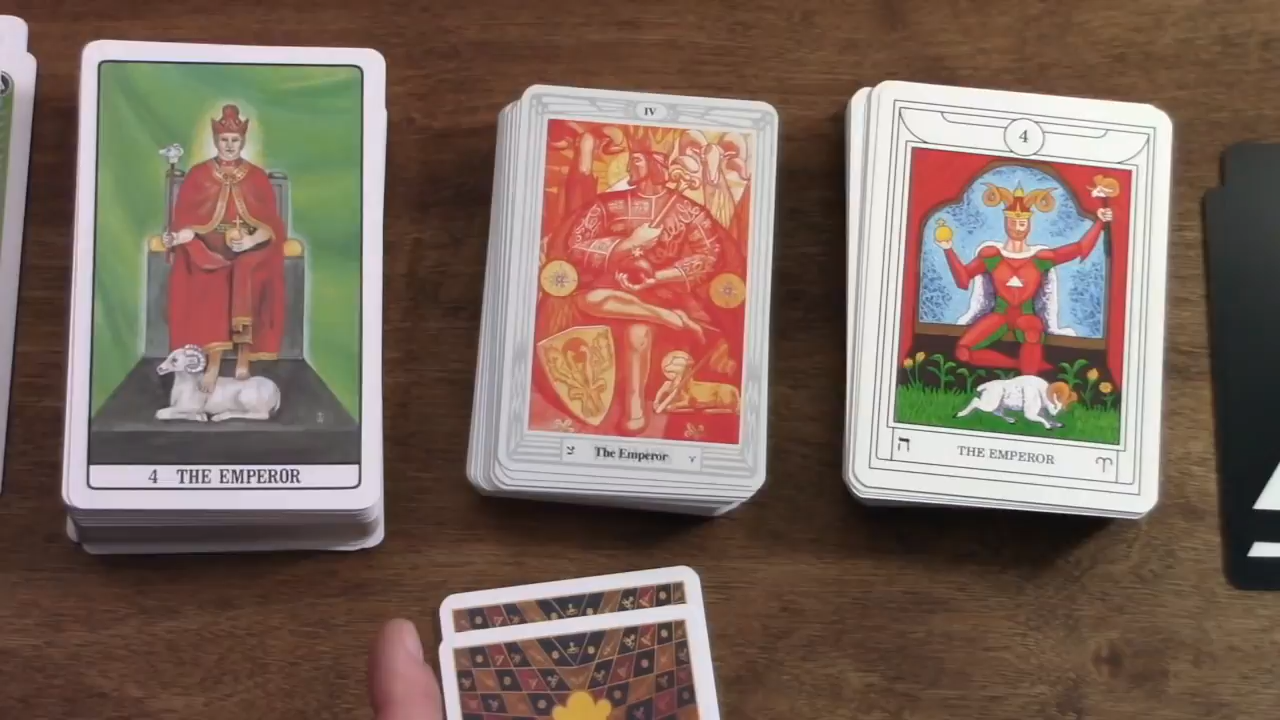 4 THE EMPEROR
IV
The Emperor
4
ה
THE EMPEROR